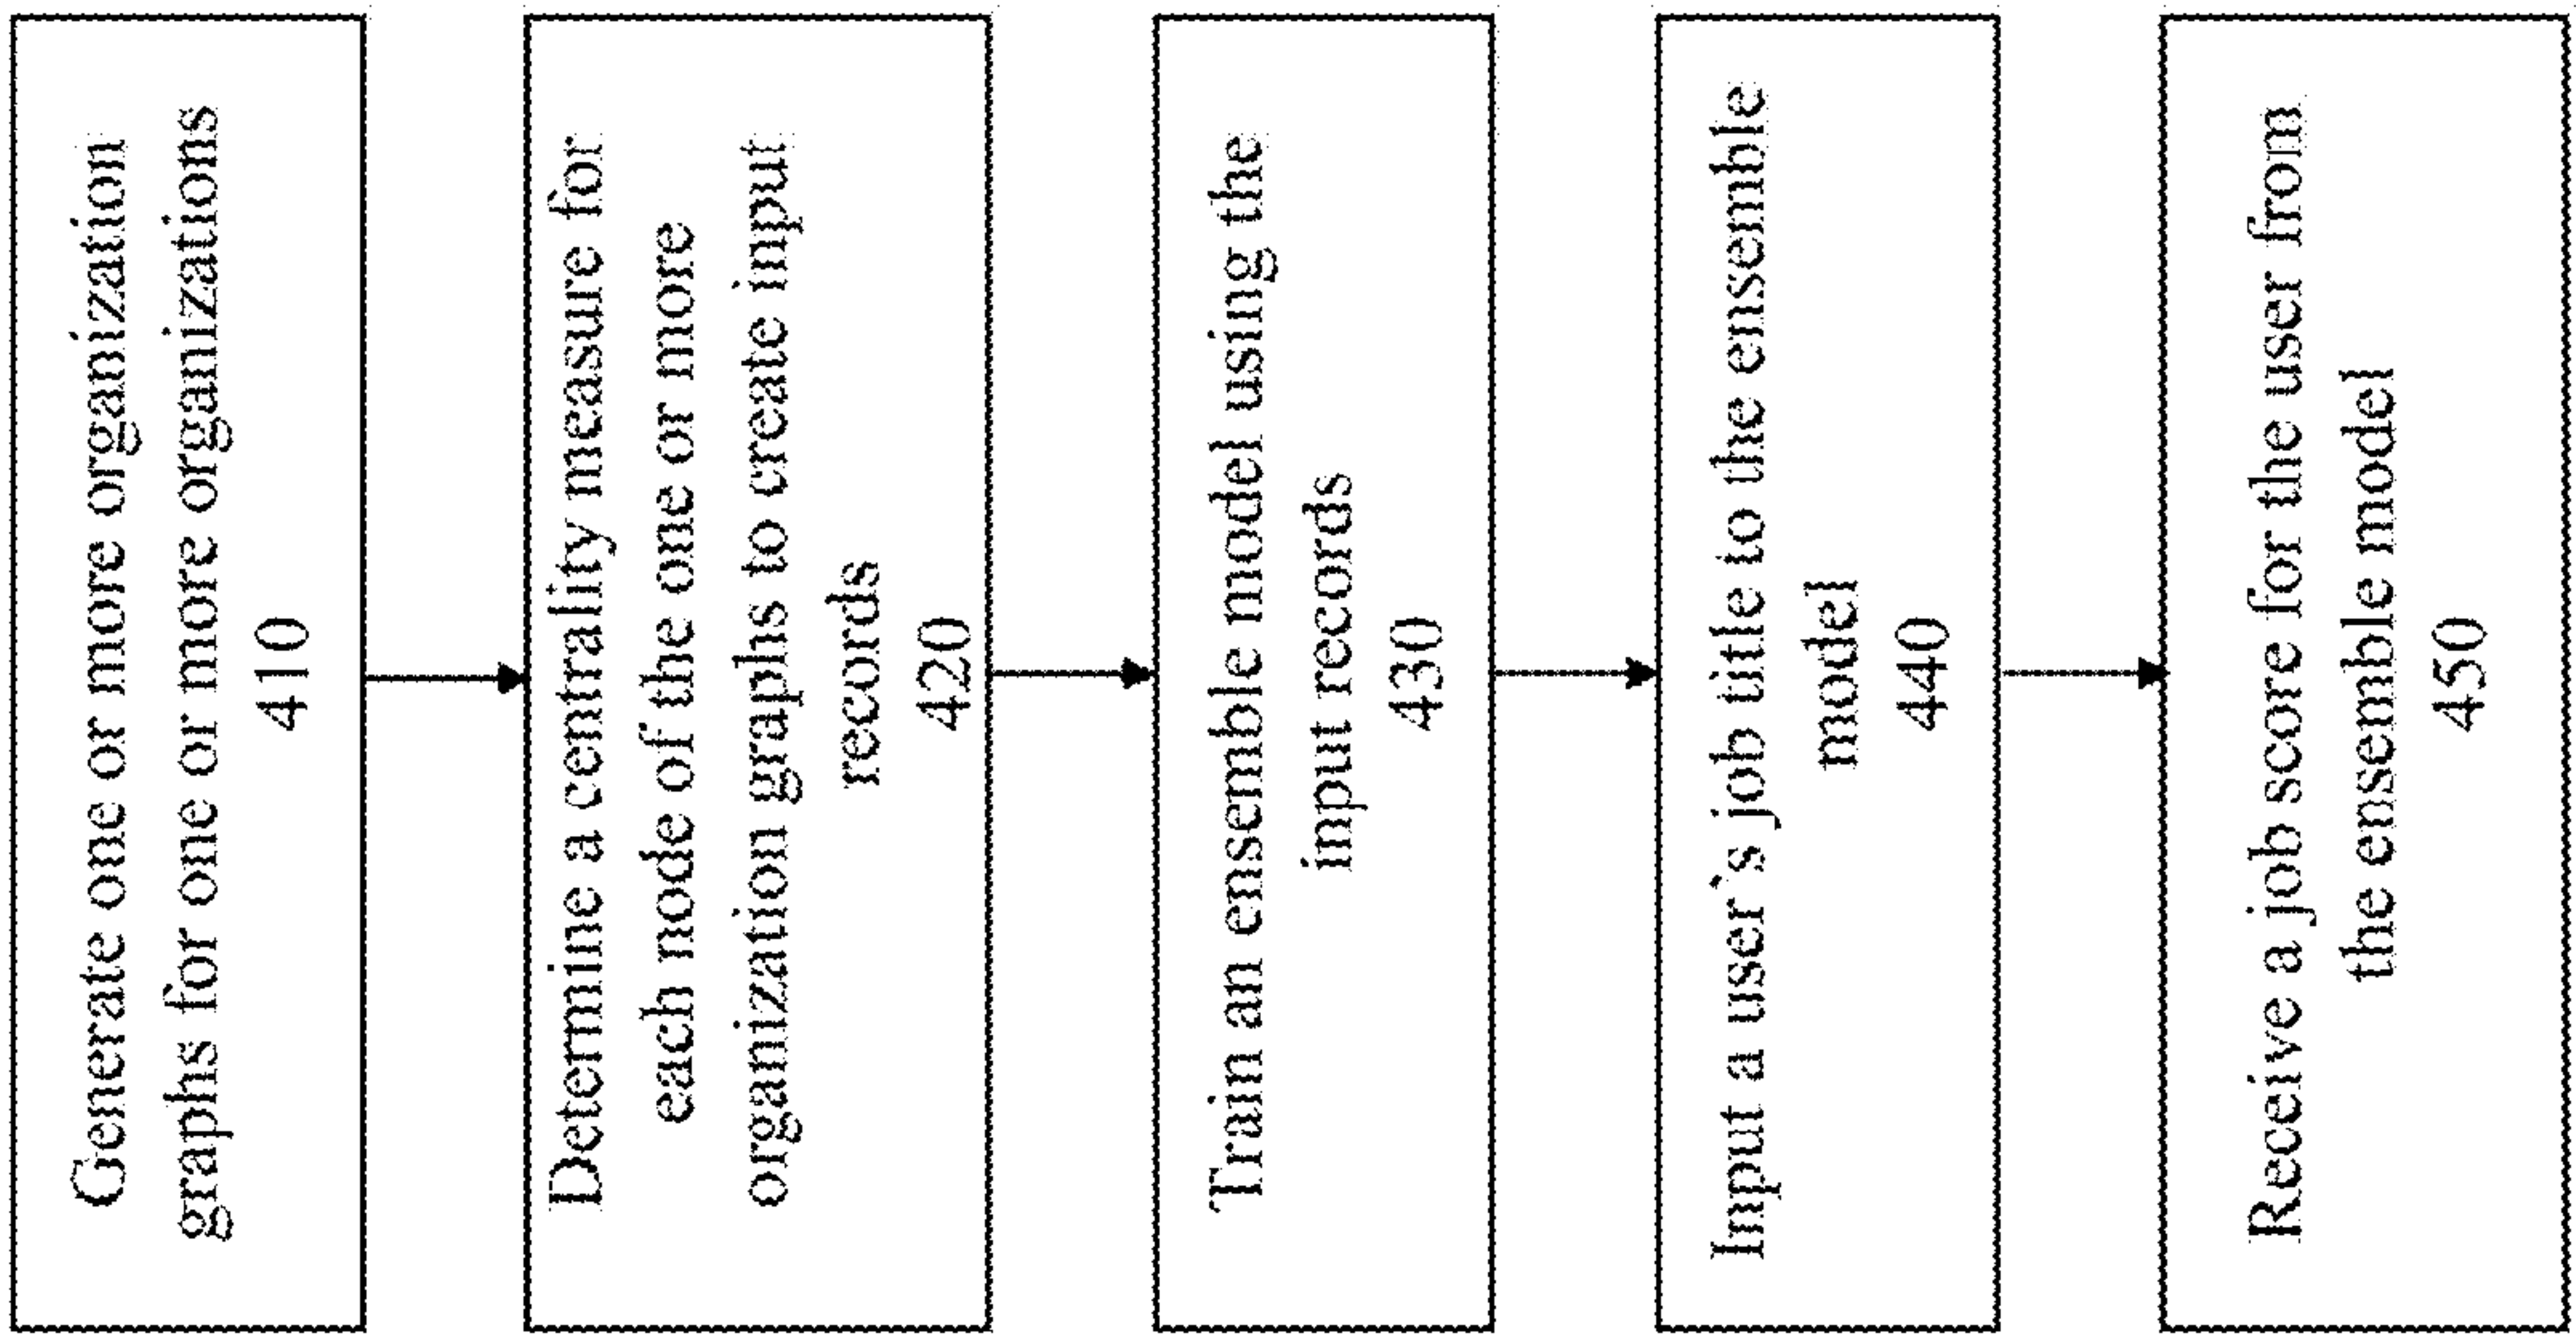 Generate one or more organization
graphs for one or more organizations
410
Determine a centrality measure for
each node of the one or more
organization graphs to create input
records
420
Train an ensemble model using the
input records
430
Input a user`s job title to the ensemble
model
440
Receive a job score for the user from
the ensemble model
450